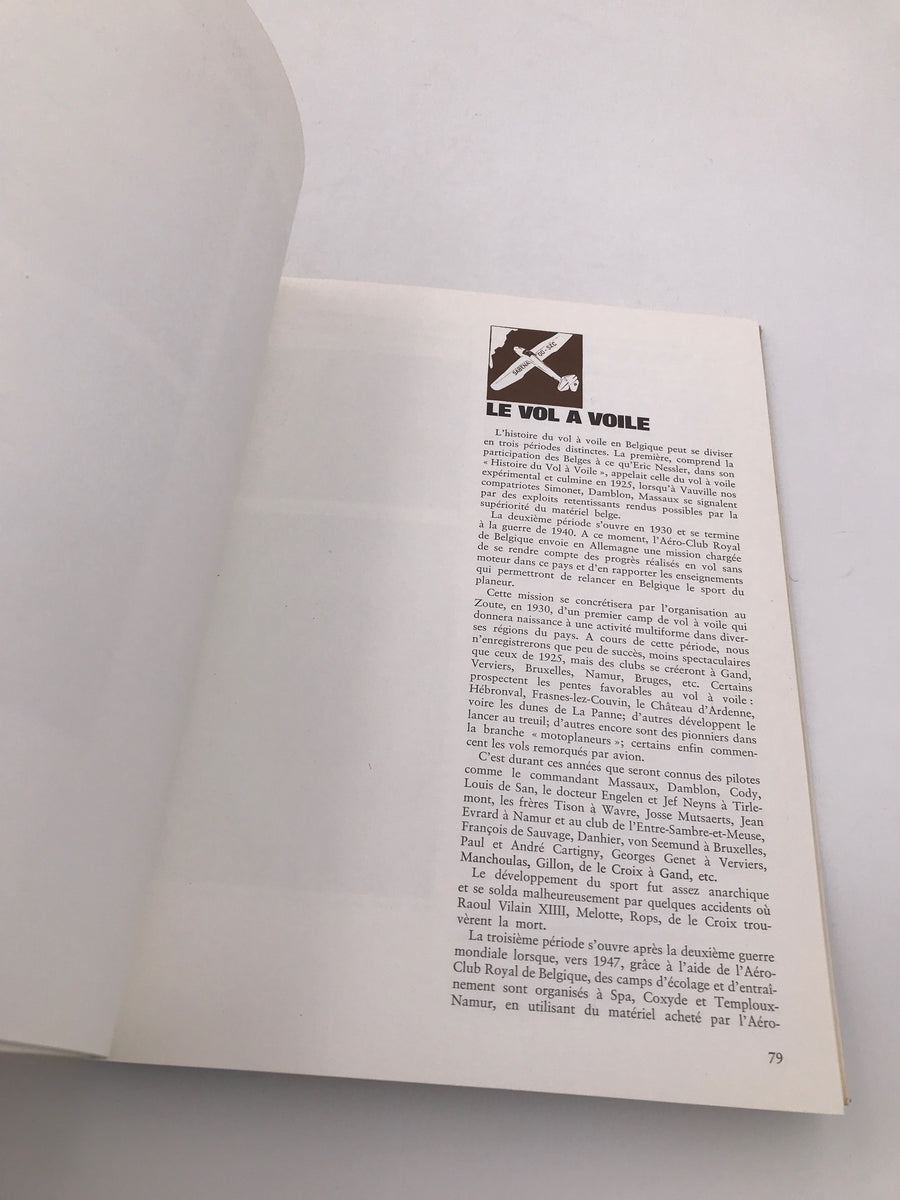 SABENA
OO-SZC
LE VOL A VOILE
L'histoire du vol à voile en Belgique peut se diviser
en trois périodes distinctes. La première, comprend la
participation des Belges à ce qu'Eric Nessler, dans son
« Histoire du Vol à Voile », appelait celle du vol à voile
expérimental et culmine en 1925, lorsqu'à Vauville nos
compatriotes Simonet, Damblon, Massaux se signalent
par des exploits retentissants rendus possibles par la
supériorité du matériel belge.
La deuxième période s'ouvre en 1930 et se termine
à la guerre de 1940. A ce moment, l'Aéro-Club Royal
de Belgique envoie en Allemagne une mission chargée
de se rendre compte des progrès réalisés en vol sans
moteur dans ce pays et d'en rapporter les enseignements
qui permettront de relancer en Belgique le sport du
planeur.
Cette mission se concrétisera par l'organisation au
Zoute, en 1930, d'un premier camp de vol à voile qui
donnera naissance à une activité multiforme dans diver-
ses régions du pays. A cours de cette période, nous
n'enregistrerons que peu de succès, moins spectaculaires
que ceux de 1925, mais des clubs se créeront à Gand,
Verviers, Bruxelles, Namur, Bruges, etc. Certains
prospectent les pentes favorables au vol à voile :
Hébronval, Frasnes-lez-Couvin, le Château d'Ardenne,
voire les dunes de La Panne; d'autres développent le
lancer au treuil; d'autres encore sont des pionniers dans
la branche « motoplaneurs »; certains enfin commen-
cent les vols remorqués par avion.
C'est durant ces années que seront connus des pilotes
comme le commandant Massaux, Damblon, Cody,
Louis de San, le docteur Engelen et Jef Neyns à Tirle-
mont, les frères Tison à Wavre, Josse Mutsaerts, Jean
Evrard à Namur et au club de l'Entre-Sambre-et-Meuse,
François de Sauvage, Danhier, von Seemund à Bruxelles,
Paul et André Cartigny, Georges Genet à Verviers,
Manchoulas, Gillon, de le Croix à Gand, etc.
Le développement du sport fut assez anarchique
et se solda malheureusement par quelques accidents où
Raoul Vilain XIIII, Melotte, Rops, de le Croix trou-
vèrent la mort.
La troisième période s'ouvre après la deuxième guerre
mondiale lorsque, vers 1947, grâce à l'aide de l'Aéro-
Club Royal de Belgique, des camps d'écolage et d'entraî-
nement sont organisés à Spa, Coxyde et Temploux-
Namur, en utilisant du matériel acheté par l'Aéro-
79